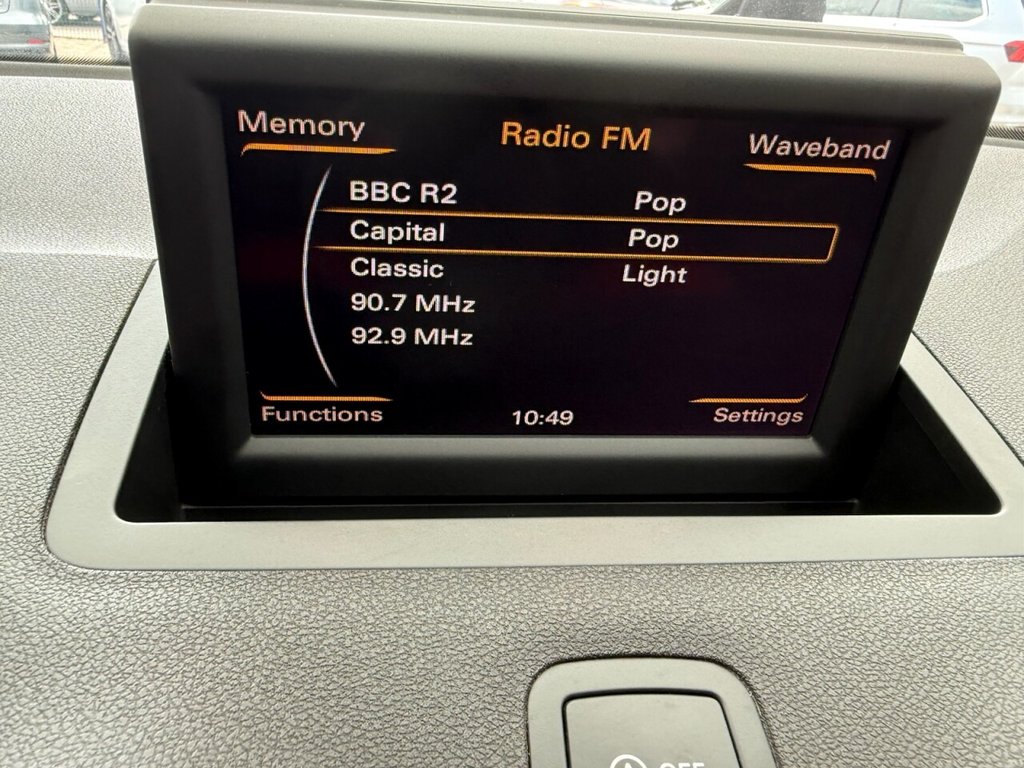 Memory Radio FM Waveband
BBC R2 Pop
Capital Pop
Classic Light
90.7 MHz
92.9 MHz
Functions 10:49 Settings
A OFF